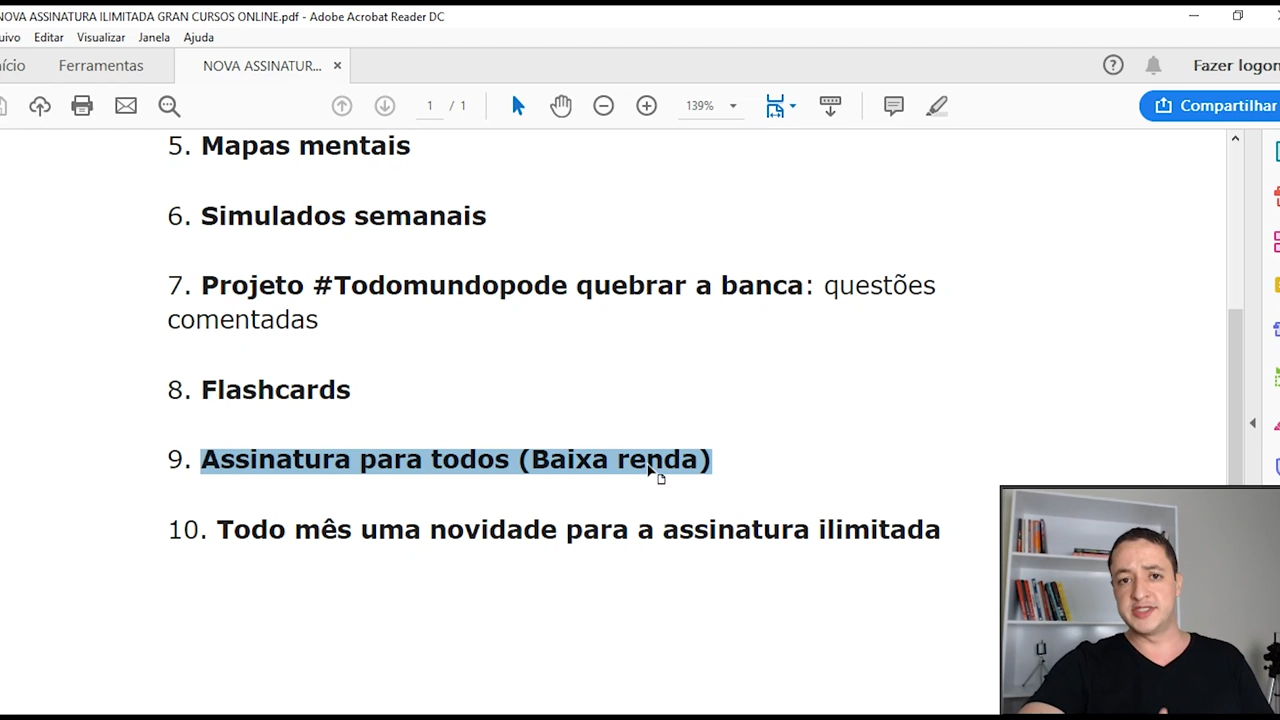 NOVA ASSINATURA ILIMITADA GRAN CURSOS ONLINE.pdf - Adobe Acrobat Reader DC
uivo Editar Visualizar Janela Ajuda
ício Ferramentas NOVA ASSINATUR... × Fazer logon
1 / 1 139% Compartilhar
5. Mapas mentais
6. Simulados semanais
7. Projeto #Todomundopode quebrar a banca: questões
comentadas
8. Flashcards
9. Assinatura para todos (Baixa renda)
10. Todo mês uma novidade para a assinatura ilimitada